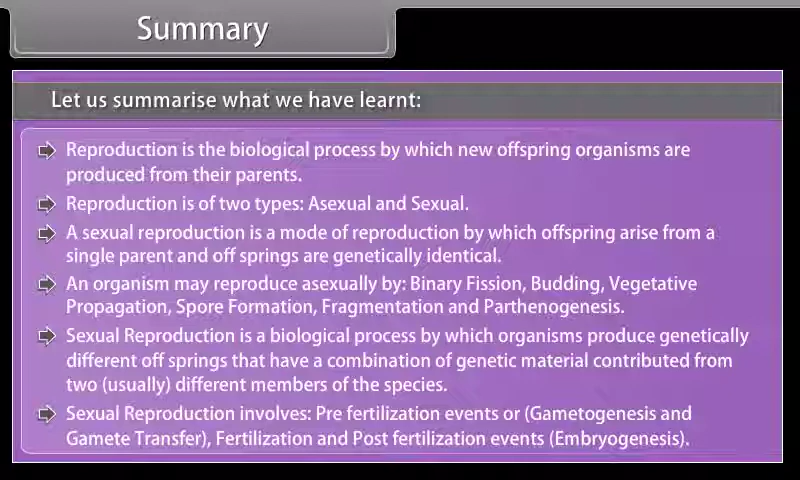 Summary
Let us summarise what we have learnt:
Reproduction is the biological process by which new offspring organisms are
produced from their parents.
Reproduction is of two types: Asexual and Sexual.
A sexual reproduction is a mode of reproduction by which offspring arise from a
single parent and off springs are genetically identical.
An organism may reproduce asexually by: Binary Fission, Budding, Vegetative
Propagation, Spore Formation, Fragmentation and Parthenogenesis.
Sexual Reproduction is a biological process by which organisms produce genetically
different off springs that have a combination of genetic material contributed from
two (usually) different members of the species.
Sexual Reproduction involves: Pre fertilization events or (Gametogenesis and
Gamete Transfer), Fertilization and Post fertilization events (Embryogenesis).